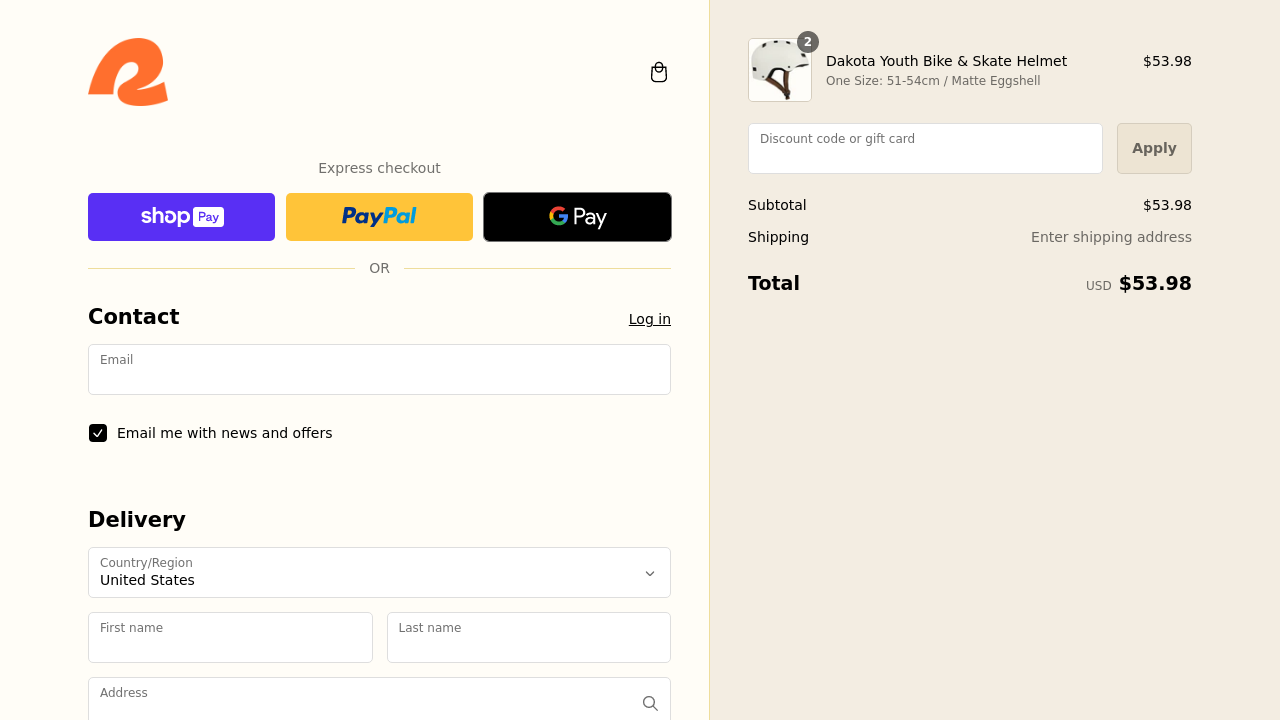 Express checkout
shop Pay
PayPal
G Pay
OR
Contact
Log in
Email
Email me with news and offers
Delivery
Country/Region
United States
First name
Last name
Address
2
Dakota Youth Bike & Skate Helmet
$53.98
One Size: 51-54cm / Matte Eggshell
Discount code or gift card
Apply
Subtotal
$53.98
Shipping
Enter shipping address
Total
USD $53.98